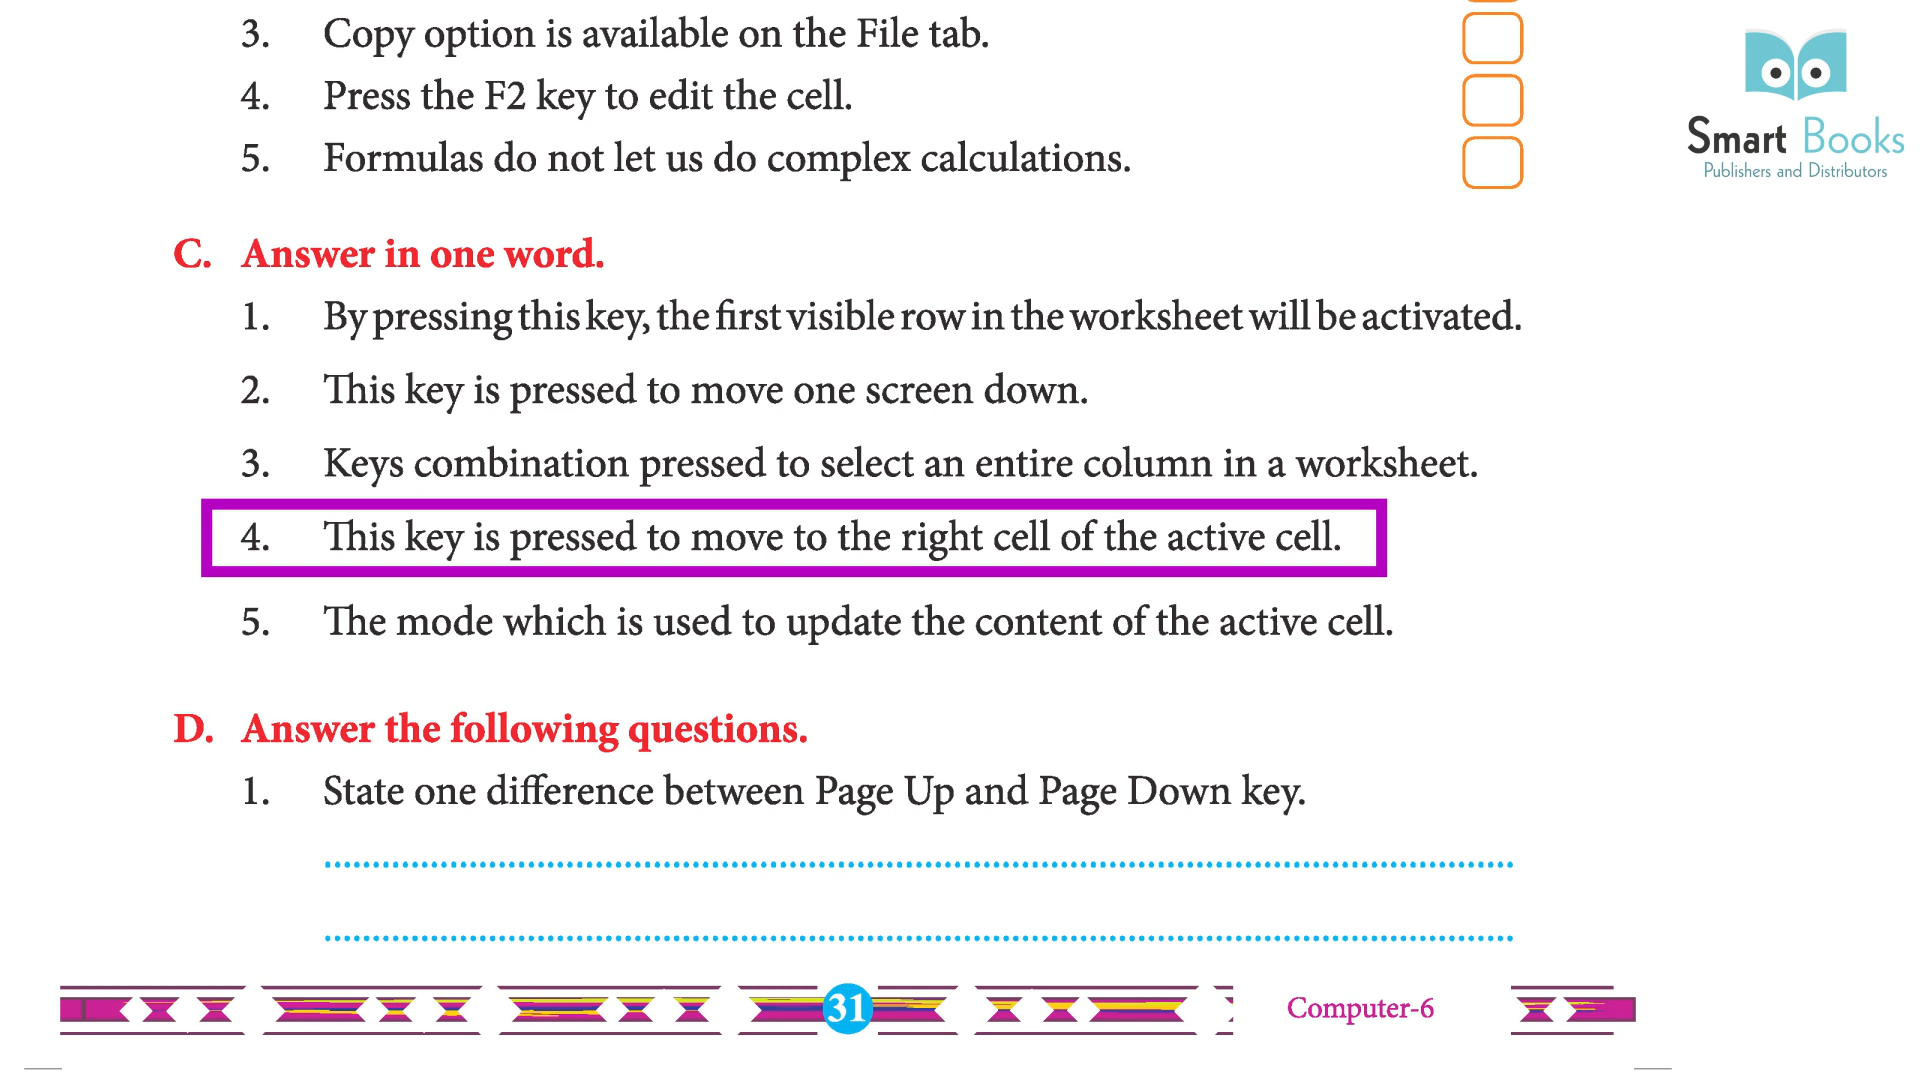 3. Copy option is available on the File tab.
4. Press the F2 key to edit the cell.
5. Formulas do not let us do complex calculations.
Smart Books
Publishers and Distributors
C. Answer in one word.
1. By pressing this key, the first visible row in the worksheet will be activated.
2. This key is pressed to move one screen down.
3. Keys combination pressed to select an entire column in a worksheet.
4. This key is pressed to move to the right cell of the active cell.
5. The mode which is used to update the content of the active cell.
D. Answer the following questions.
1. State one difference between Page Up and Page Down key.
31
Computer-6